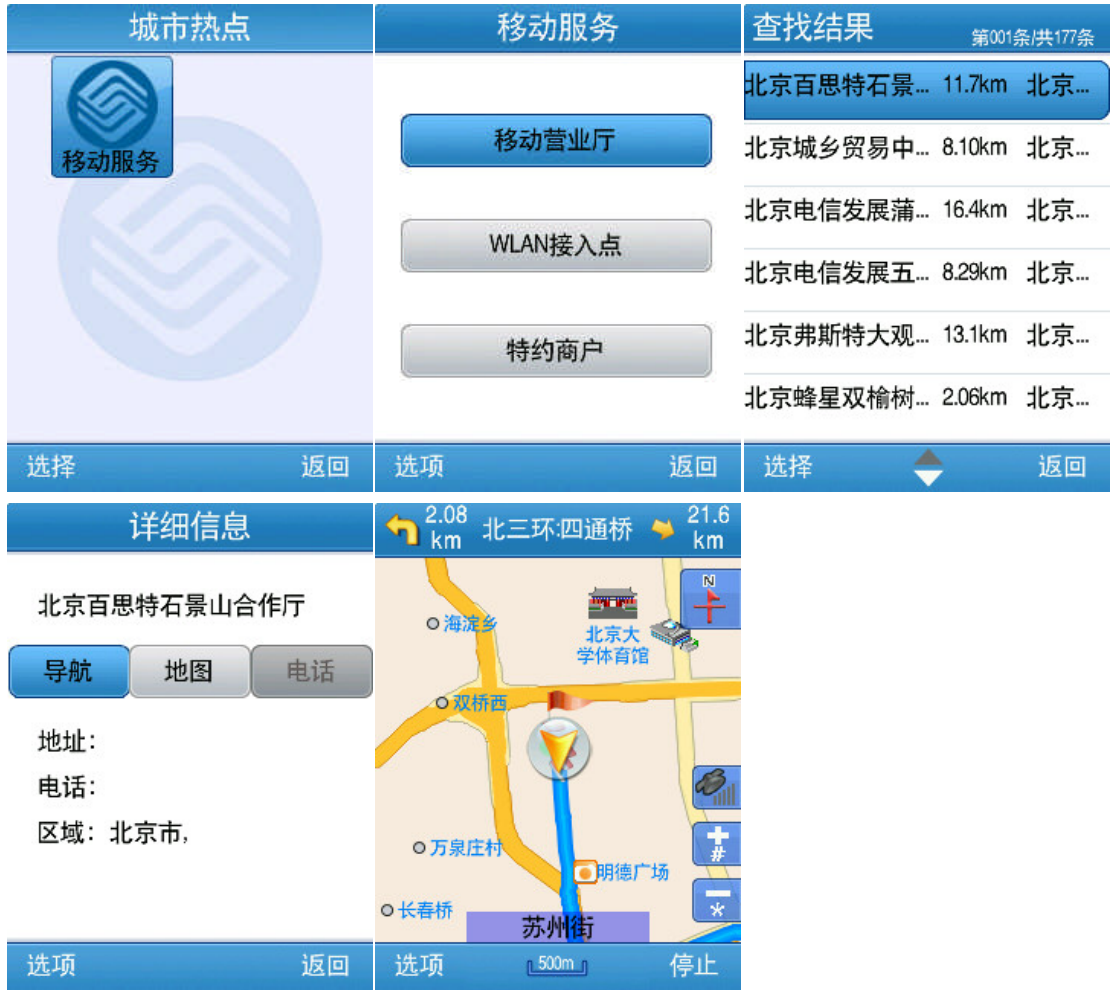 城市热点
移动服务
选择 返回
移动服务
移动营业厅
WLAN接入点
特约商户
选项 返回
查找结果 第001条/共177条
北京百思特石景... 11.7km 北京...
北京城乡贸易中... 8.10km 北京...
北京电信发展蒲... 16.4km 北京...
北京电信发展五... 8.29km 北京...
北京弗斯特大观... 13.1km 北京...
北京蜂星双榆树... 2.06km 北京...
选择 返回
详细信息
北京百思特石景山合作厅
导航 地图 电话
地址:
电话:
区域: 北京市,
选项 返回
2.08 km 北三环:四通桥 21.6 km
N
海淀乡
北京大
学体育馆
双桥西
万泉庄村
#
明德广场
长春桥
*
苏州街
选项 500m 停止